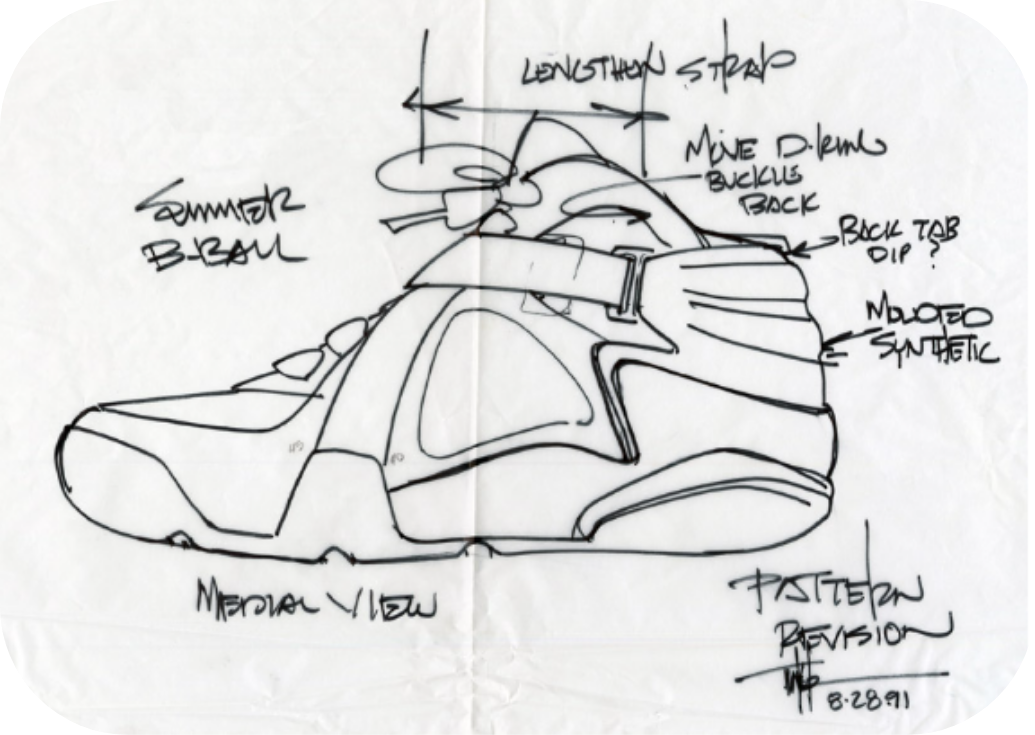 LENGTHEN STRAP
MOVE D-RING
BUCKLE
BACK
SUMMER
B-BALL
BACK TAB
DIP?
MOLDED
SYNTHETIC
MEDIAL VIEW
PATTERN
REVISION
8·28·91